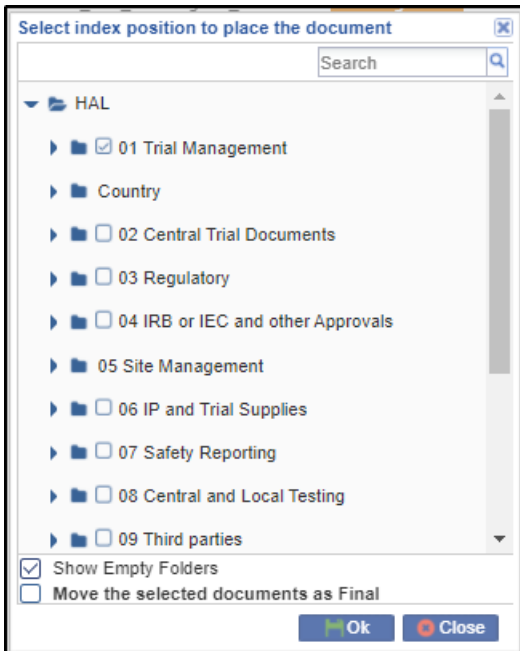 Select index position to place the document
Search
HAL
01 Trial Management
Country
02 Central Trial Documents
03 Regulatory
04 IRB or IEC and other Approvals
05 Site Management
06 IP and Trial Supplies
07 Safety Reporting
08 Central and Local Testing
09 Third parties
Show Empty Folders
Move the selected documents as Final
Ok Close